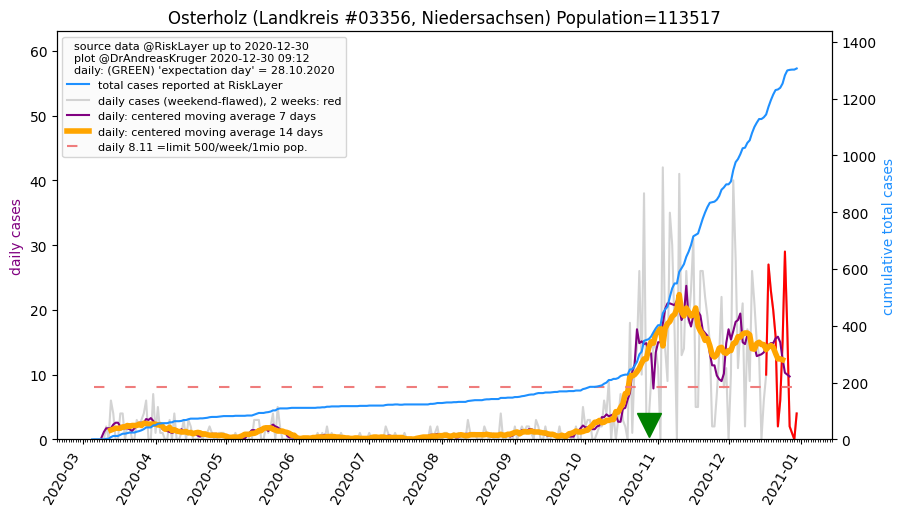 Osterholz (Landkreis #03356, Niedersachsen) Population=113517
source data @RiskLayer up to 2020-12-30
plot @DrAndreasKruger 2020-12-30 09:12
daily: (GREEN) 'expectation day' = 28.10.2020
total cases reported at RiskLayer
daily cases (weekend-flawed), 2 weeks: red
daily: centered moving average 7 days
daily: centered moving average 14 days
daily 8.11 =limit 500/week/1mio pop.
daily cases
60
50
40
30
20
10
0
cumulative total cases
1400
1200
1000
800
600
400
200
0
2020-03
2020-04
2020-05
2020-06
2020-07
2020-08
2020-09
2020-10
2020-11
2020-12
2021-01